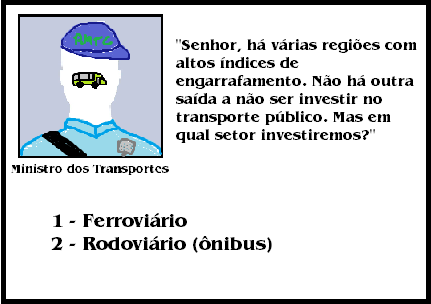 AMTC
"Senhor, há várias regiões com
altos índices de
engarrafamento. Não há outra
saída a não ser investir no
transporte público. Mas em
qual setor investiremos?"
Ministro dos Transportes
1 - Ferroviário
2 - Rodoviário (ônibus)